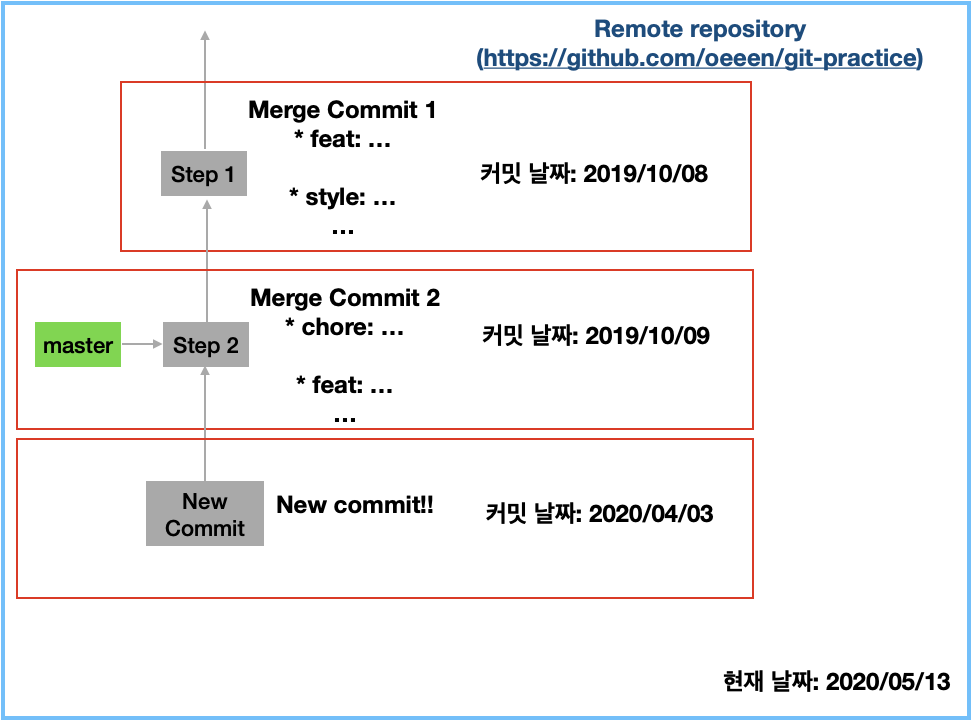 Remote repository
(https://github.com/oeeen/git-practice)
Merge Commit 1
* feat: …
Step 1
커밋 날짜: 2019/10/08
* style: …
…
Merge Commit 2
* chore: …
master
Step 2
커밋 날짜: 2019/10/09
* feat: …
…
New
Commit
New commit!!
커밋 날짜: 2020/04/03
현재 날짜: 2020/05/13